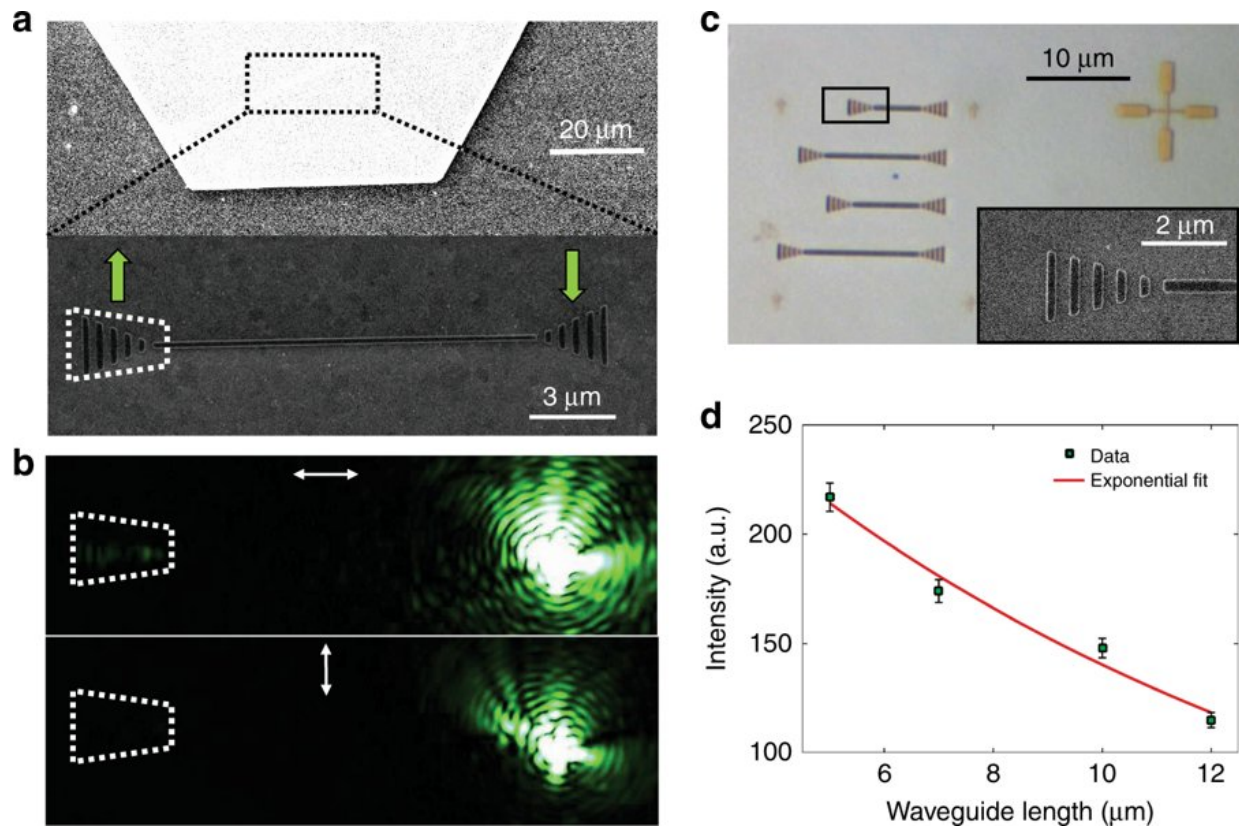 a
20 μm
3 μm
b
c
10 μm
2 μm
d
250
200
150
100
Intensity (a.u.)
Data
Exponential fit
6
8
10
12
Waveguide length (μm)